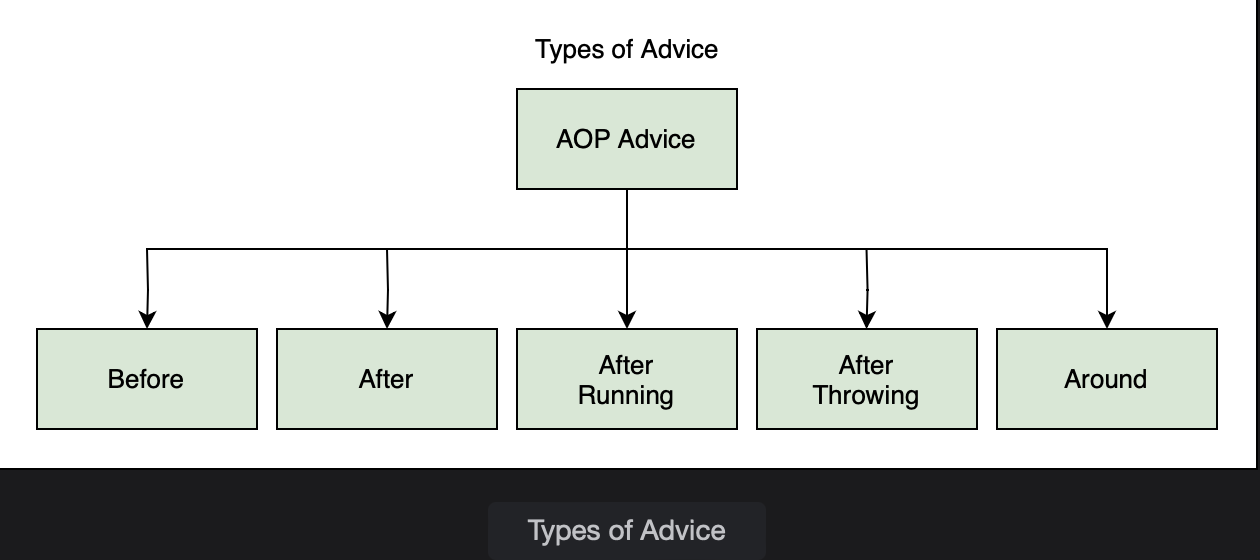 Types of Advice
AOP Advice
Before
After
After
Running
After
Throwing
Around
Types of Advice